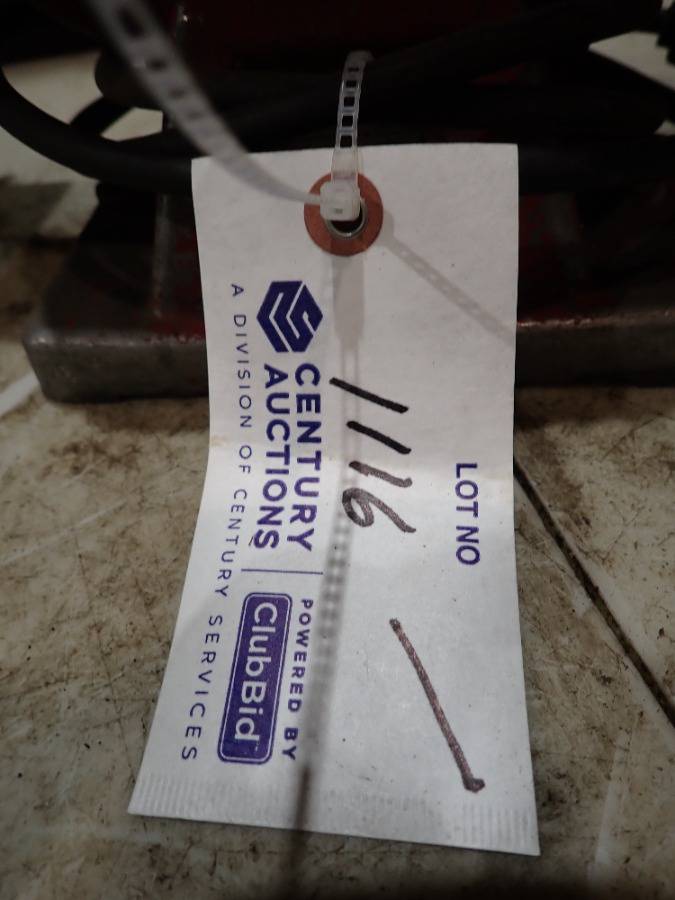 LOT NO
1116
CENTURY
AUCTIONS
A DIVISION OF CENTURY SERVICES
POWERED BY
ClubBid